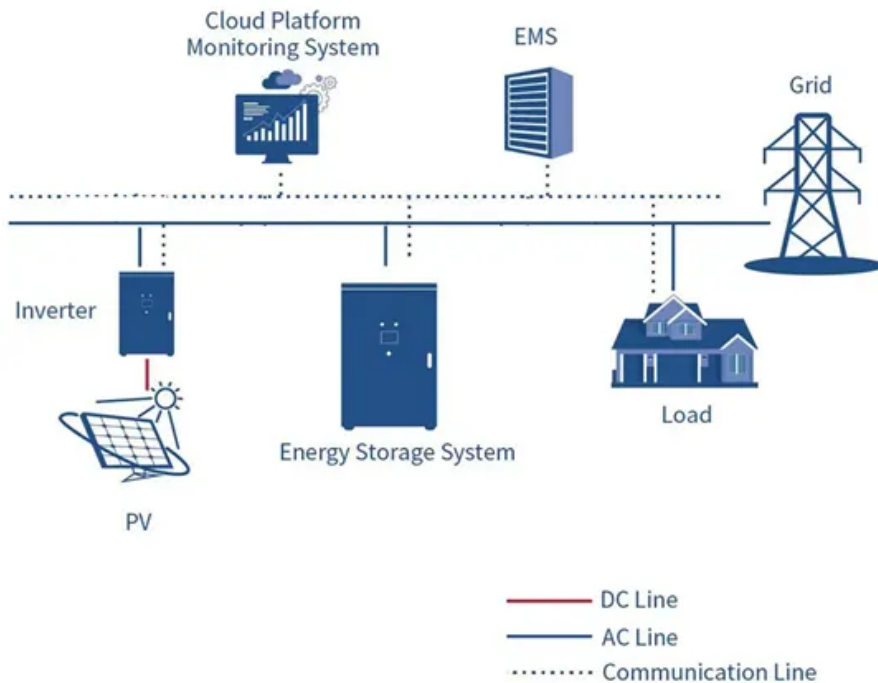 Cloud Platform
Monitoring System
EMS
Grid
Inverter
Energy Storage System
Load
PV
DC Line
AC Line
Communication Line